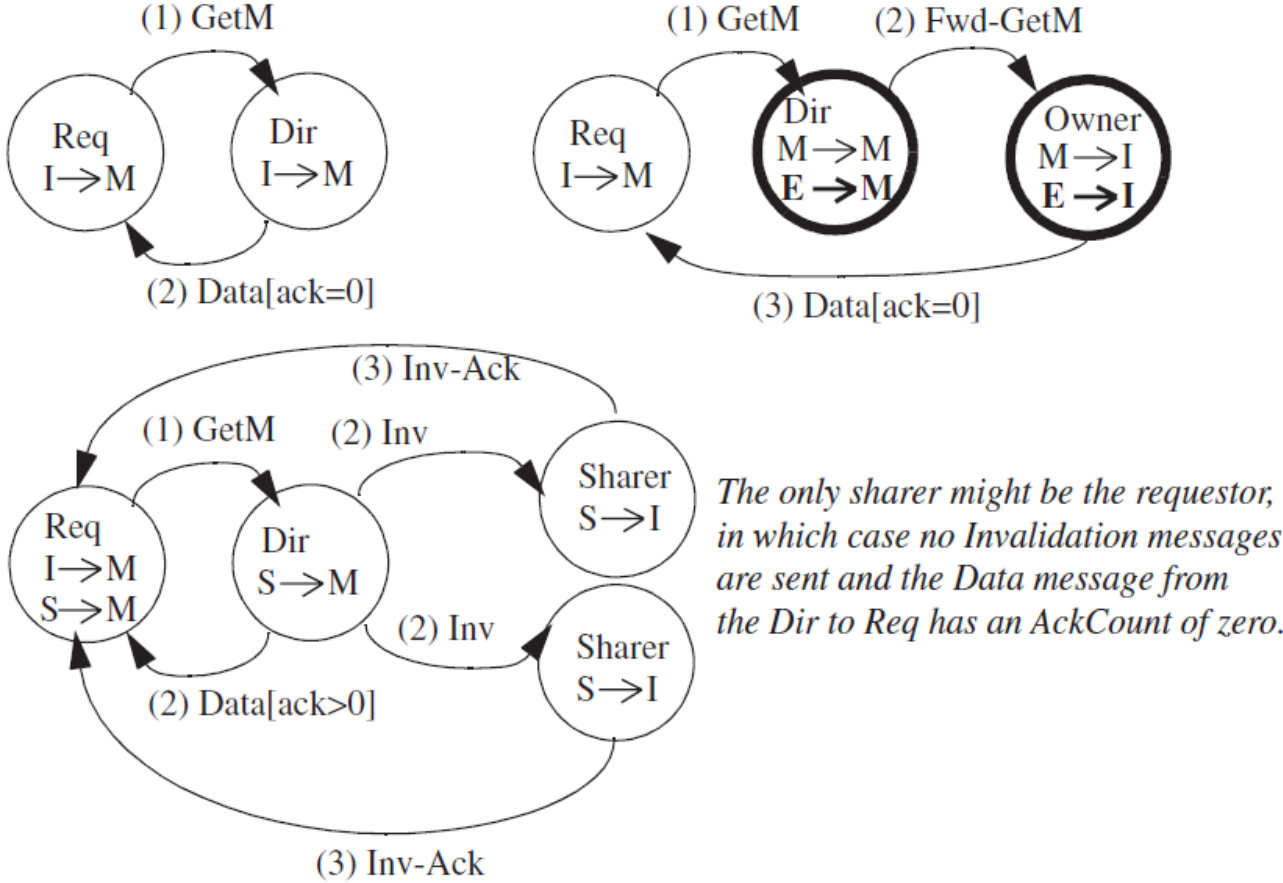 (1) GetM
Req
I→M
Dir
I→M
(2) Data[ack=0]
(1) GetM
(2) Fwd-GetM
Req
I→M
Dir
M→M
E→M
Owner
M→I
E→I
(3) Data[ack=0]
(3) Inv-Ack
(1) GetM
(2) Inv
Req
I→M
S→M
Dir
S→M
Sharer
S→I
(2) Inv
Sharer
S→I
(2) Data[ack>0]
(3) Inv-Ack
The only sharer might be the requestor,
in which case no Invalidation messages
are sent and the Data message from
the Dir to Req has an AckCount of zero.